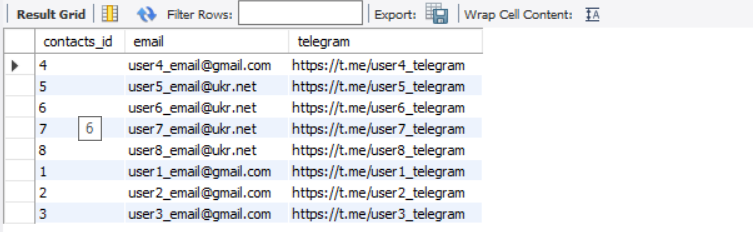 Result Grid Filter Rows: Export: Wrap Cell Content: IA
contacts_id email telegram
4 user4_email@gmail.com https://t.me/user4_telegram
5 user5_email@ukr.net https://t.me/user5_telegram
6 user6_email@ukr.net https://t.me/user6_telegram
7 6 user7_email@ukr.net https://t.me/user7_telegram
8 user8_email@ukr.net https://t.me/user8_telegram
1 user1_email@gmail.com https://t.me/user1_telegram
2 user2_email@gmail.com https://t.me/user2_telegram
3 user3_email@gmail.com https://t.me/user3_telegram